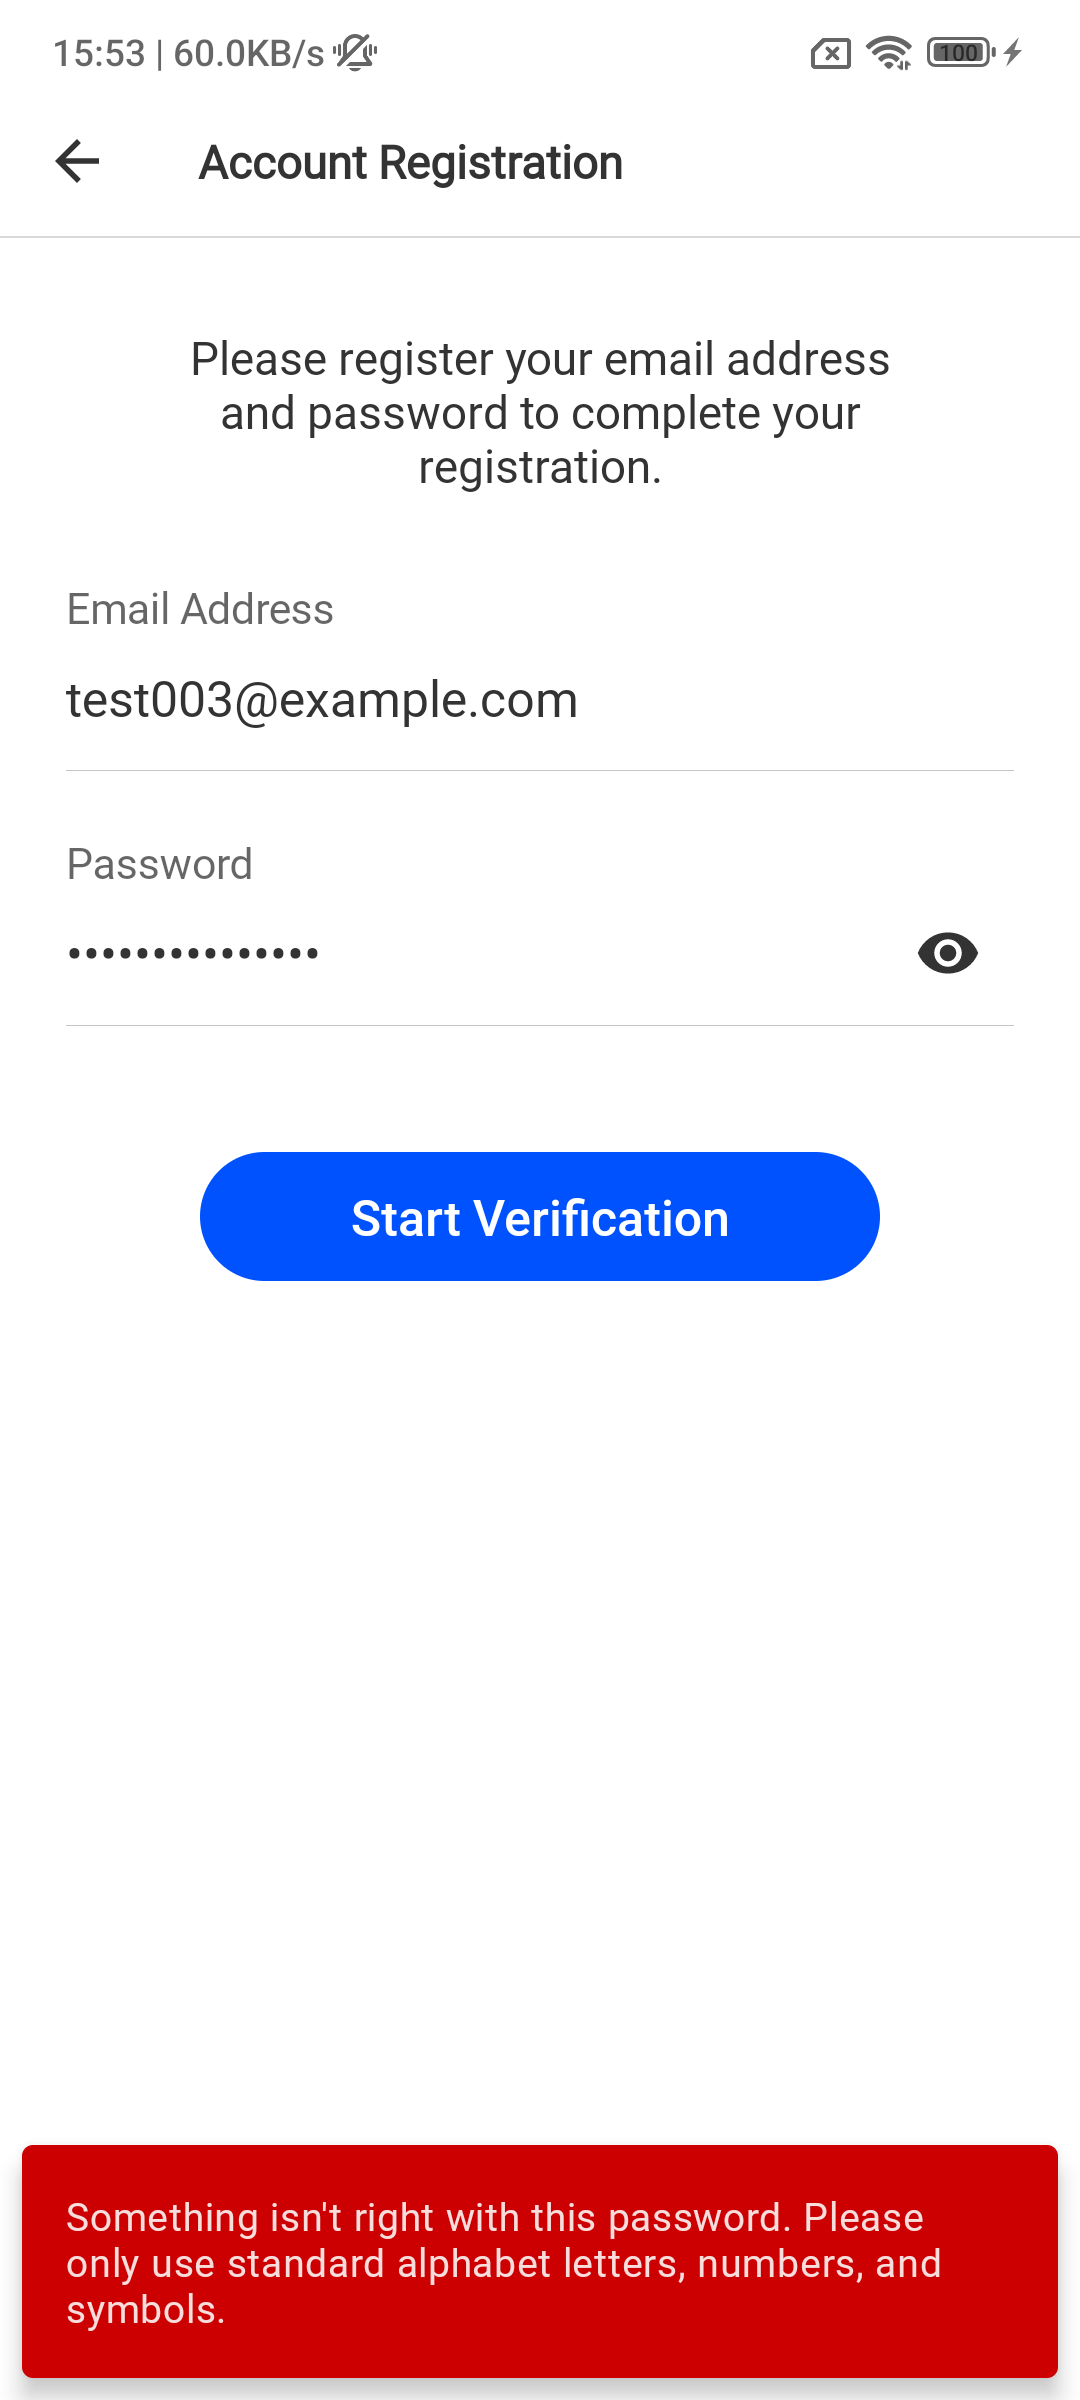 15:53 | 60.0KB/s
100
Account Registration
Please register your email address
and password to complete your
registration.
Email Address
test003@example.com
Password
•••••••••••••••
Start Verification
Something isn't right with this password. Please
only use standard alphabet letters, numbers, and
symbols.